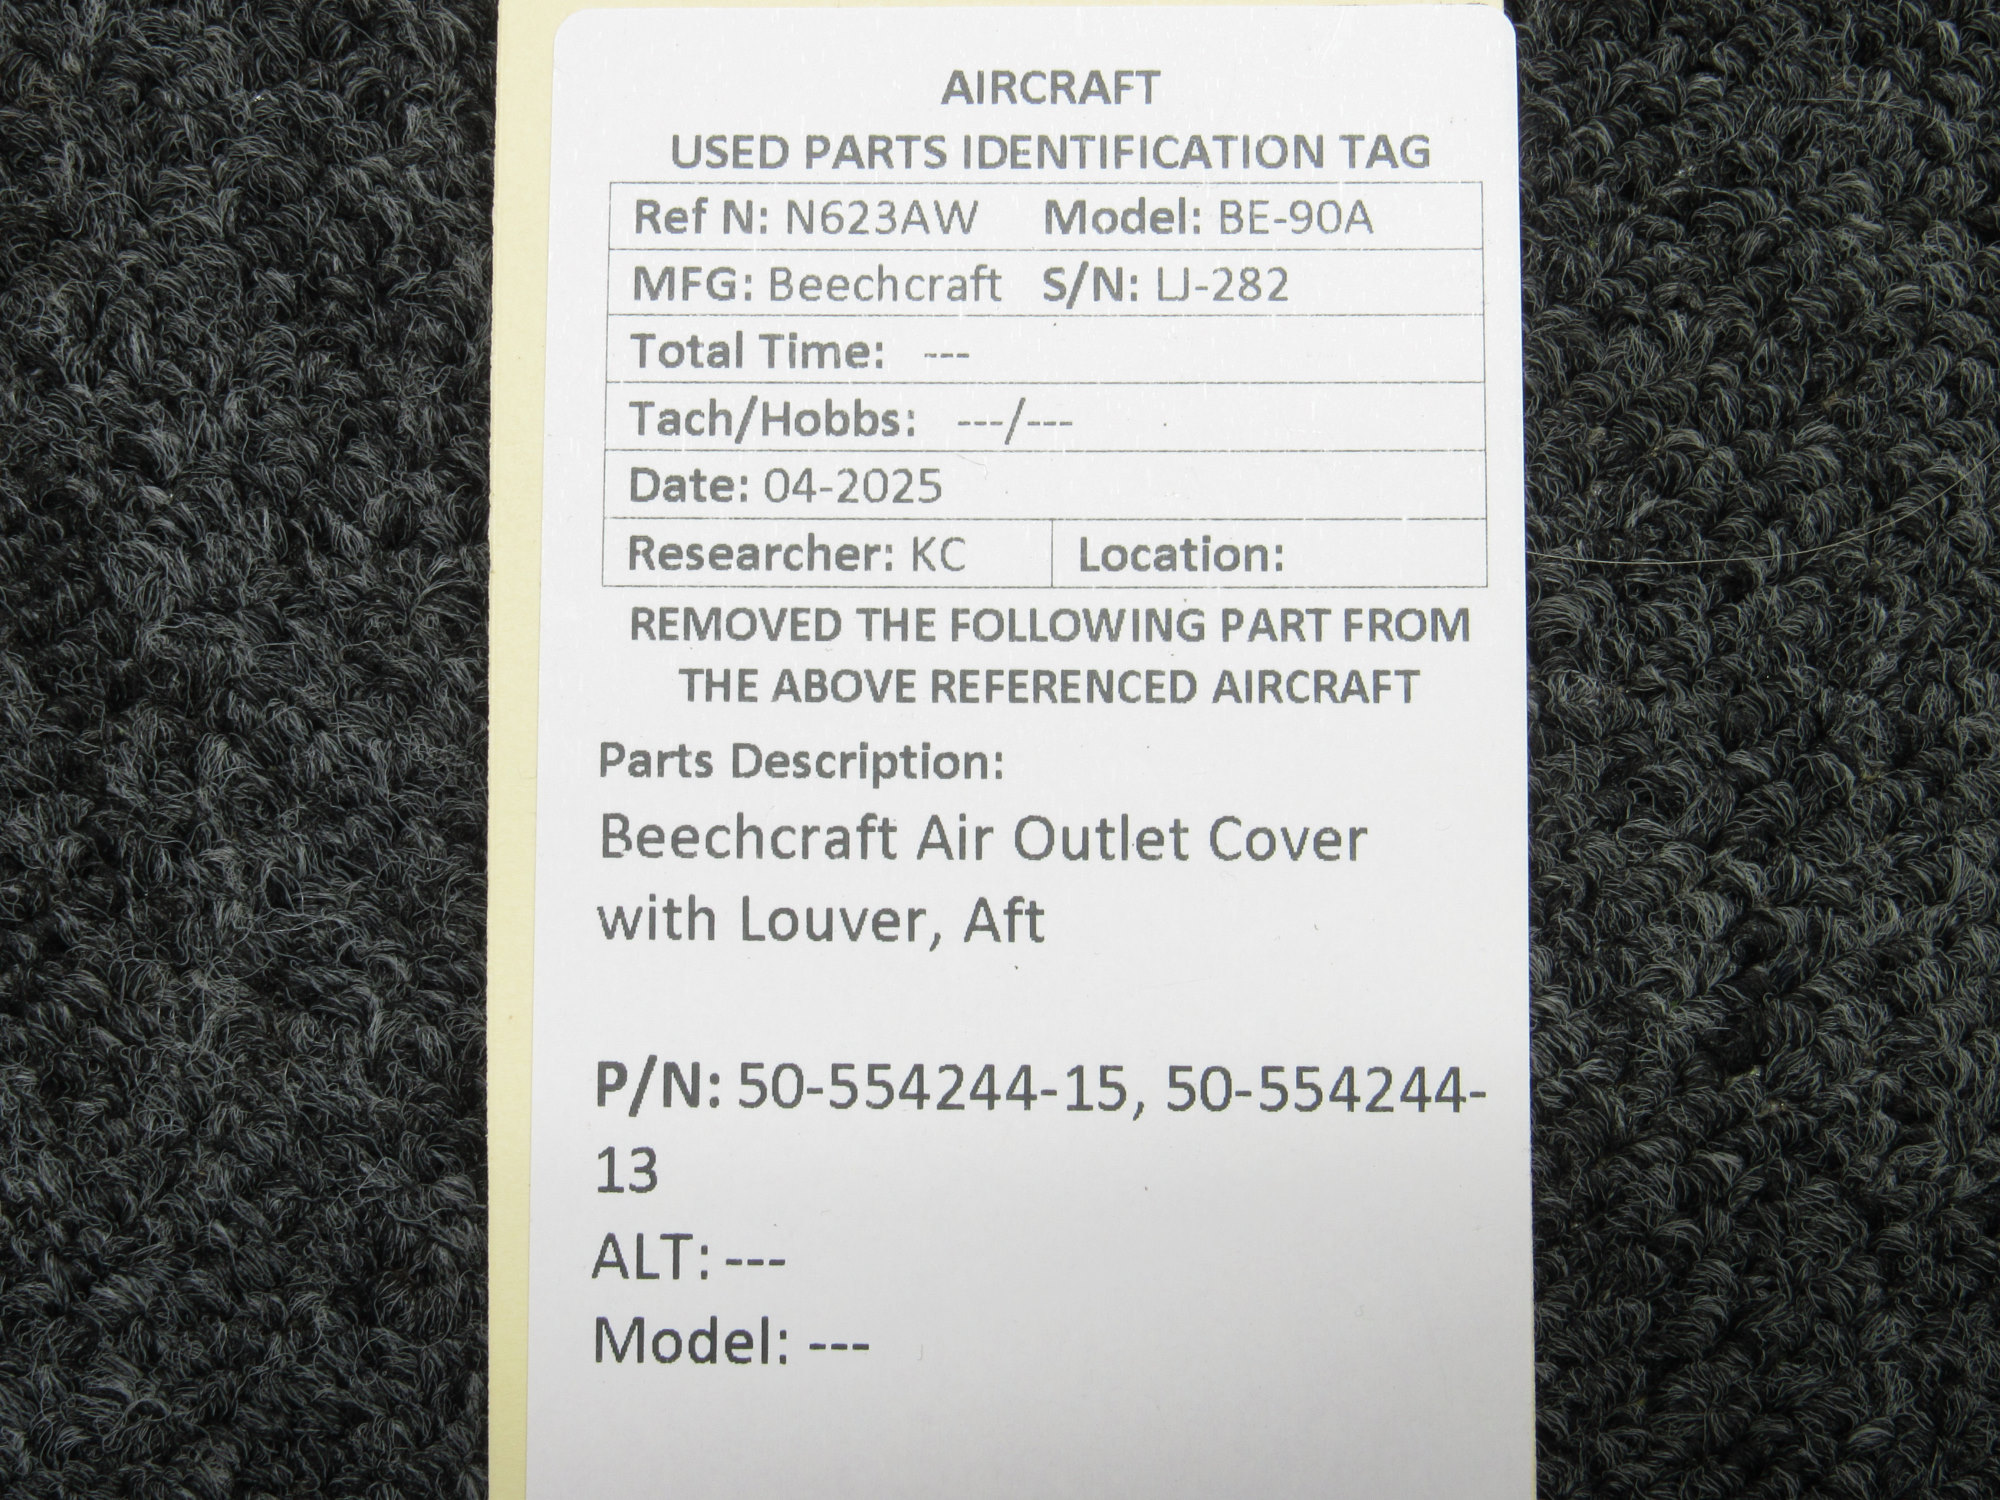 AIRCRAFT
USED PARTS IDENTIFICATION TAG
Ref N: N623AW Model: BE-90A
MFG: Beechcraft S/N: LJ-282
Total Time: ---
Tach/Hobbs: ---/---
Date: 04-2025
Researcher: KC Location:
REMOVED THE FOLLOWING PART FROM
THE ABOVE REFERENCED AIRCRAFT
Parts Description:
Beechcraft Air Outlet Cover
with Louver, Aft
P/N: 50-554244-15, 50-554244-
13
ALT: ---
Model: ---